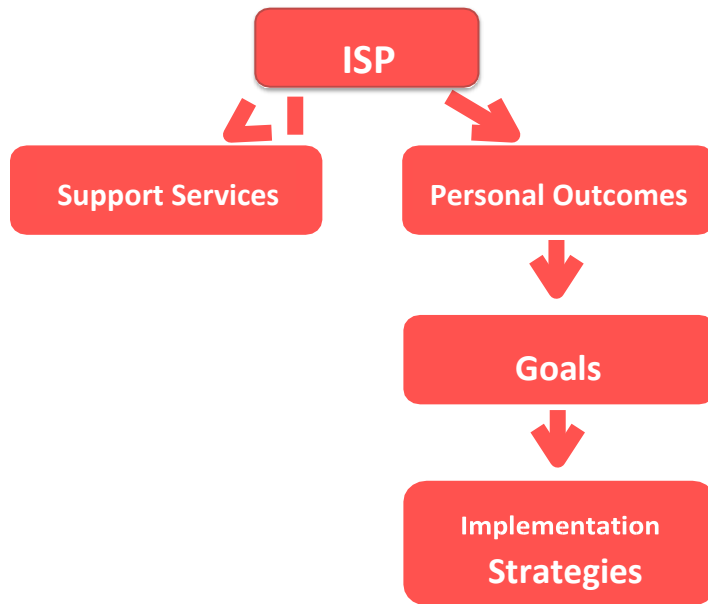 ISP
Support Services
Personal Outcomes
Goals
Implementation
Strategies